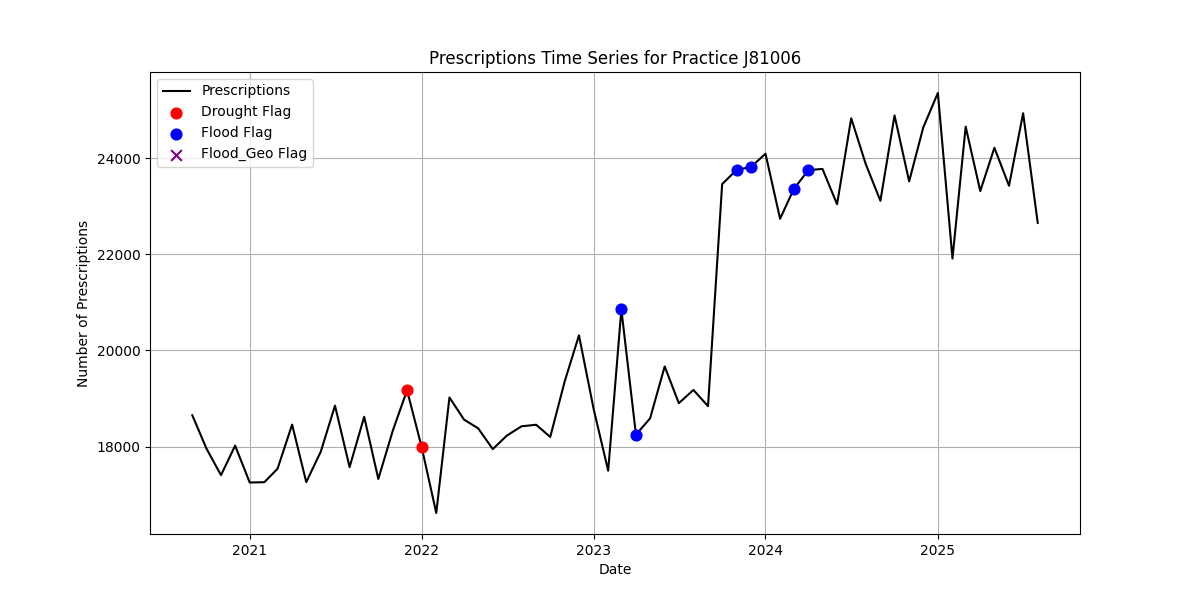 Prescriptions Time Series for Practice J81006
Prescriptions
Drought Flag
Flood Flag
Flood_Geo Flag
Number of Prescriptions
24000
22000
20000
18000
2021
2022
2023
2024
2025
Date